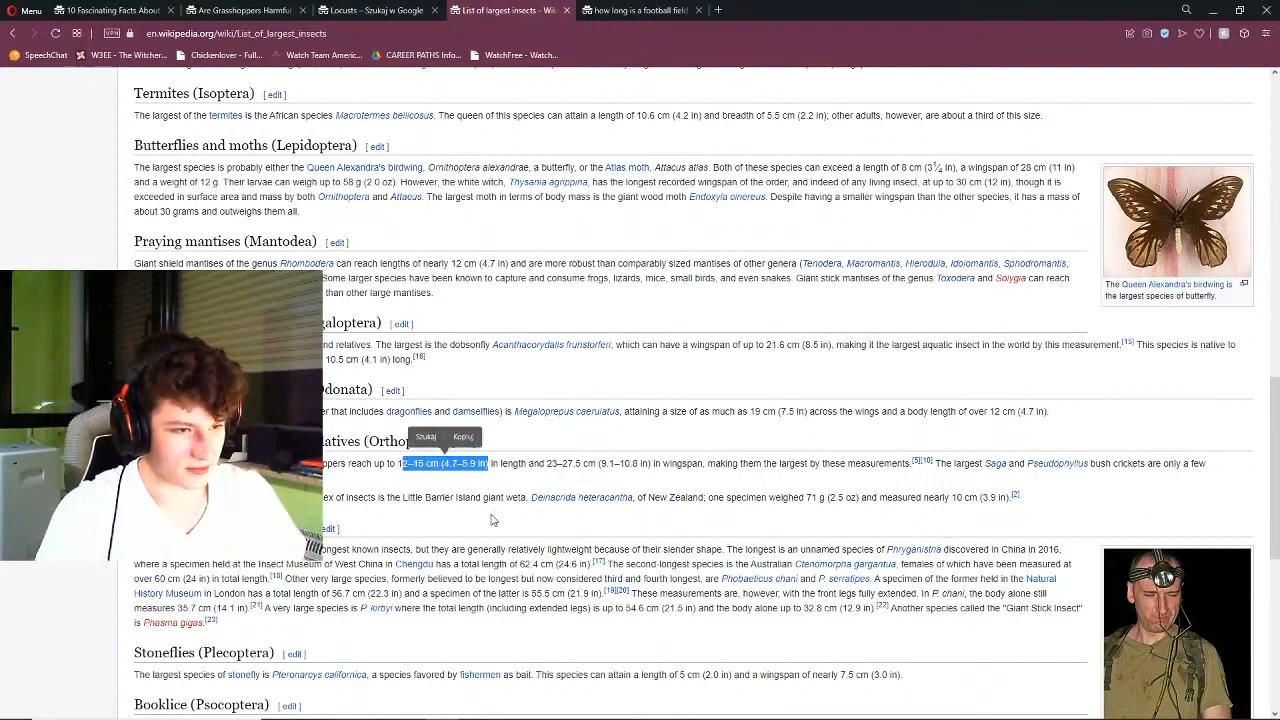 Menu
10 Fascinating Facts About
Are Grasshoppers Harmful
Locusts – Szukaj w Google
List of largest insects - Wiki
how long is a football field
VPN
en.wikipedia.org/wiki/List_of_largest_insects
SpeechChat
W3EE - The Witcher...
Chickenlover - Full...
Watch Team Americ...
CAREER PATHS Info...
WatchFree - Watch...
Termites (Isoptera) [ edit ]
The largest of the termites is the African species Macrotermes bellicosus. The queen of this species can attain a length of 10.6 cm (4.2 in) and breadth of 5.5 cm (2.2 in); other adults, however, are about a third of this size.
Butterflies and moths (Lepidoptera) [ edit ]
The largest species is probably either the Queen Alexandra's birdwing, Ornithoptera alexandrae, a butterfly, or the Atlas moth, Attacus atlas. Both of these species can exceed a length of 8 cm (3 1⁄4 in), a wingspan of 28 cm (11 in)
and a weight of 12 g. Their larvae can weigh up to 58 g (2.0 oz). However, the white witch, Thysania agrippina, has the longest recorded wingspan of the order, and indeed of any living insect, at up to 30 cm (12 in), though it is
exceeded in surface area and mass by both Ornithoptera and Attacus. The largest moth in terms of body mass is the giant wood moth Endoxyla cinereus. Despite having a smaller wingspan than the other species, it has a mass of
about 30 grams and outweighs them all.
The Queen Alexandra's birdwing is
the largest species of butterfly.
Praying mantises (Mantodea) [ edit ]
Giant shield mantises of the genus Rhombodera can reach lengths of nearly 12 cm (4.7 in) and are more robust than comparably sized mantises of other genera (Tenodera, Macromantis, Hierodula, Idolomantis, Sphodromantis,
Some larger species have been known to capture and consume frogs, lizards, mice, small birds, and even snakes. Giant stick mantises of the genus Toxodera and Solygia can reach
than other large mantises.
galoptera) [ edit ]
nd relatives. The largest is the dobsonfly Acanthacorydalis fruhstorferi, which can have a wingspan of up to 21.6 cm (8.5 in), making it the largest aquatic insect in the world by this measurement.[15] This species is native to
10.5 cm (4.1 in) long.[16]
donata) [ edit ]
er that includes dragonflies and damselflies) is Megaloprepus caerulatus, attaining a size of as much as 19 cm (7.5 in) across the wings and a body length of over 12 cm (4.7 in).
Szukaj Kopiuj
latives (Orthop
ppers reach up to 12–15 cm (4.7–5.9 in) in length and 23–27.5 cm (9.1–10.8 in) in wingspan, making them the largest by these measurements.[5][10] The largest Saga and Pseudophyllus bush crickets are only a few
ex of insects is the Little Barrier Island giant weta, Deinacrida heteracantha, of New Zealand; one specimen weighed 71 g (2.5 oz) and measured nearly 10 cm (3.9 in).[2]
edit ]
ongest known insects, but they are generally relatively lightweight because of their slender shape. The longest is an unnamed species of Phryganistria discovered in China in 2016,
where a specimen held at the Insect Museum of West China in Chengdu has a total length of 62.4 cm (24.6 in).[17] The second-longest species is the Australian Ctenomorpha gargantua, females of which have been measured at
over 60 cm (24 in) in total length.[18] Other very large species, formerly believed to be longest but now considered third and fourth longest, are Phobaeticus chani and P. serratipes. A specimen of the former held in the Natural
History Museum in London has a total length of 56.7 cm (22.3 in) and a specimen of the latter is 55.5 cm (21.9 in).[19][20] These measurements are, however, with the front legs fully extended. In P. chani, the body alone still
measures 35.7 cm (14.1 in).[21] A very large species is P. kirbyi where the total length (including extended legs) is up to 54.6 cm (21.5 in) and the body alone up to 32.8 cm (12.9 in).[22] Another species called the "Giant Stick Insect"
is Phasma gigas.[23]
Stoneflies (Plecoptera) [ edit ]
The largest species of stonefly is Pteronarcys californica, a species favored by fishermen as bait. This species can attain a length of 5 cm (2.0 in) and a wingspan of nearly 7.5 cm (3.0 in).
Booklice (Psocoptera) [ edit ]